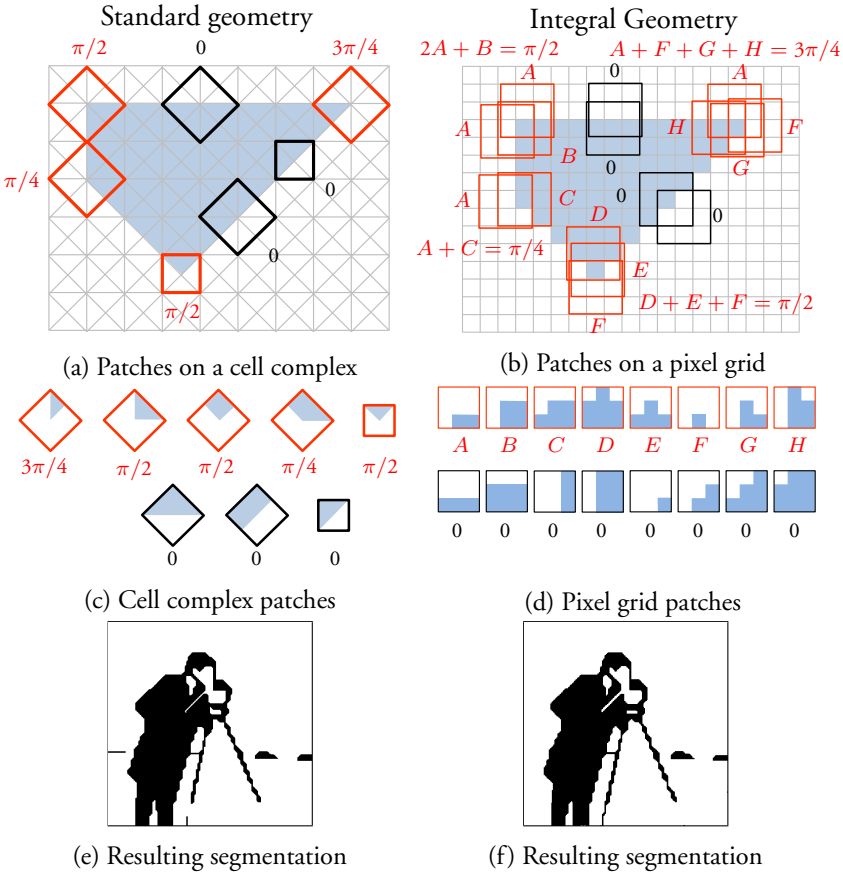 Standard geometry
π/2
0
3π/4
π/4
0
0
π/2
(a) Patches on a cell complex
Integral Geometry
2A + B = π/2
A + F + G + H = 3π/4
A
0
A
A
H
F
B
0
G
A
C
0
0
D
A + C = π/4
E
D + E + F = π/2
F
(b) Patches on a pixel grid
3π/4
π/2
π/2
π/4
π/2
0
0
0
(c) Cell complex patches
A B C D E F G H
0 0 0 0 0 0 0 0
(d) Pixel grid patches
(e) Resulting segmentation
(f) Resulting segmentation